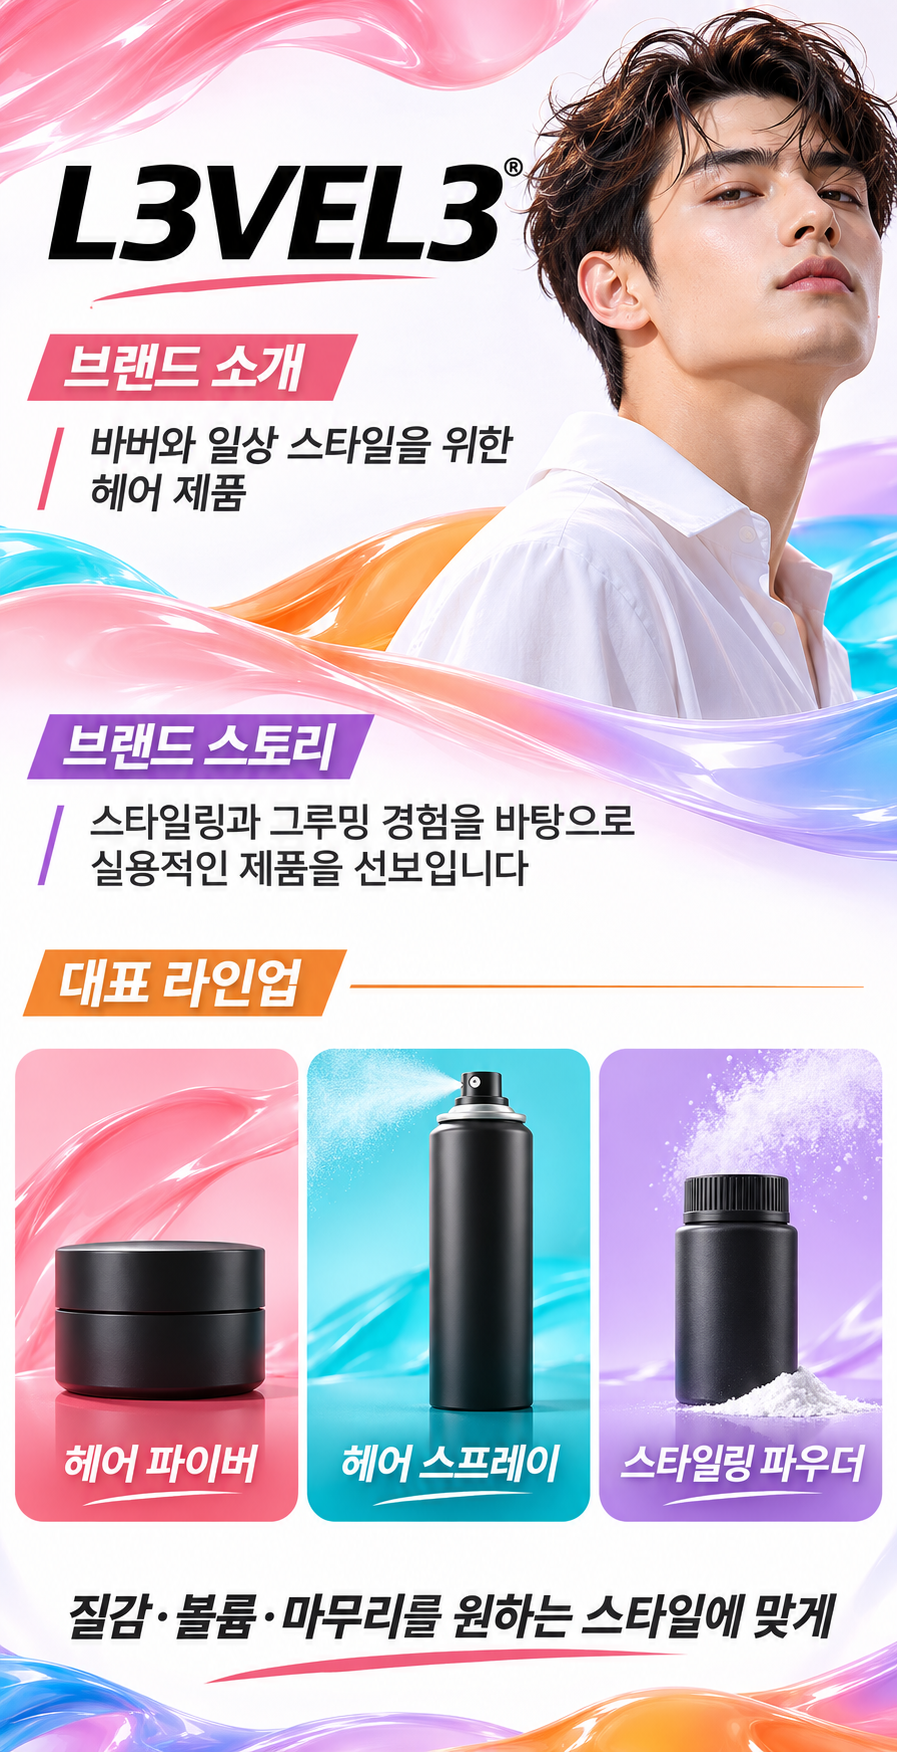 L3VEL3®
브랜드 소개
바버와 일상 스타일을 위한
헤어 제품
브랜드 스토리
스타일링과 그루밍 경험을 바탕으로
실용적인 제품을 선보입니다
대표 라인업
헤어 파이버
헤어 스프레이
스타일링 파우더
질감·볼륨·마무리를 원하는 스타일에 맞게